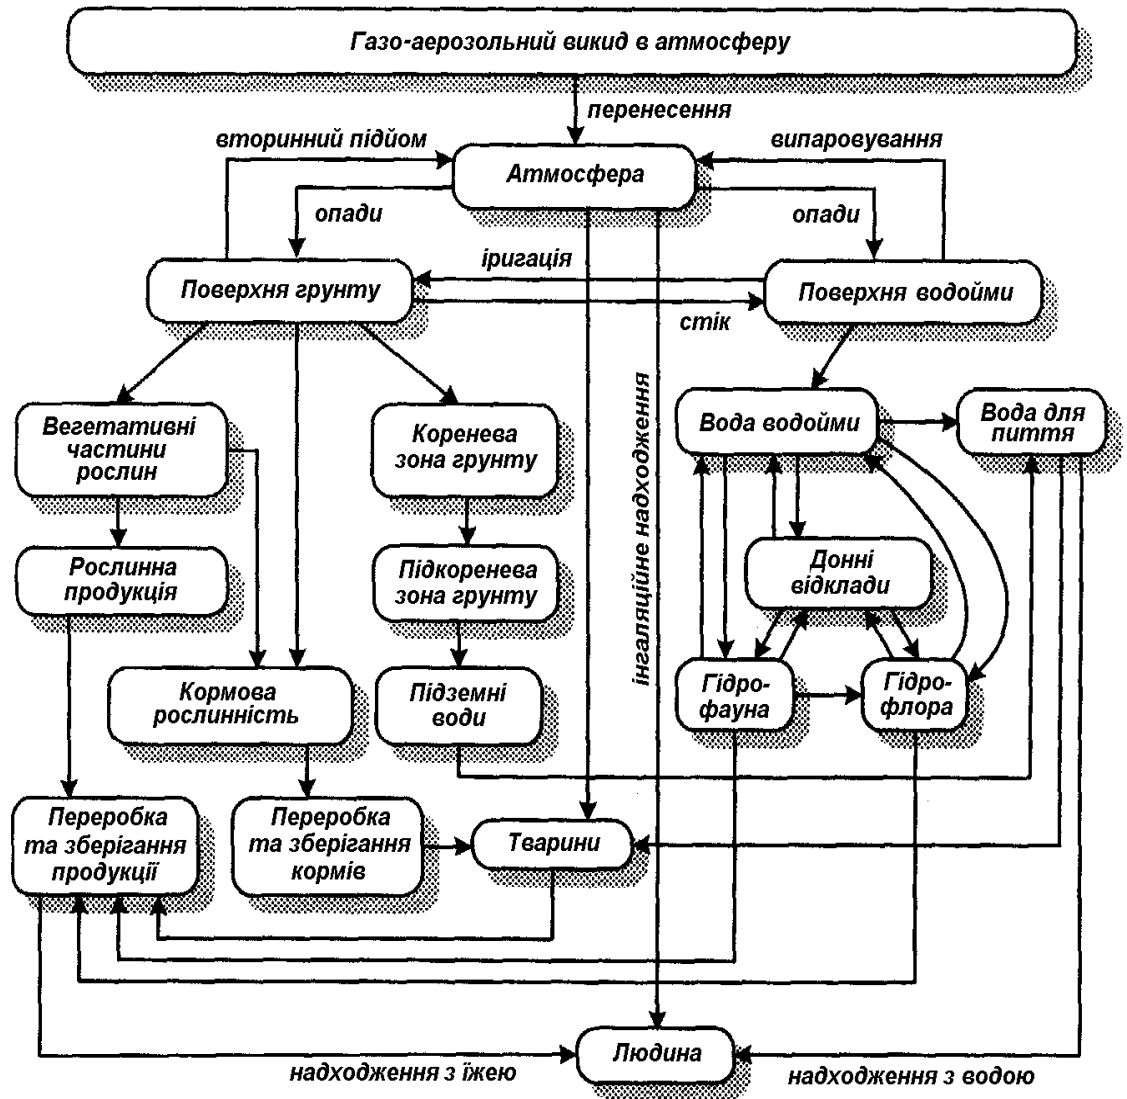 Газо-аерозольний викид в атмосферу
перенесення
вторинний підйом
випаровування
Атмосфера
опади
опади
іригація
Поверхня грунту
Поверхня водойми
стік
інгаляційне надходження
Вегетативні
частини
рослин
Коренева
зона грунту
Вода водойми
Вода для
пиття
Рослинна
продукція
Підкоренева
зона грунту
Донні
відклади
Кормова
рослинність
Підземні
води
Гідро-
фауна
Гідро-
флора
Переробка
та зберігання
продукції
Переробка
та зберігання
кормів
Тварини
Людина
надходження з їжею
надходження з водою